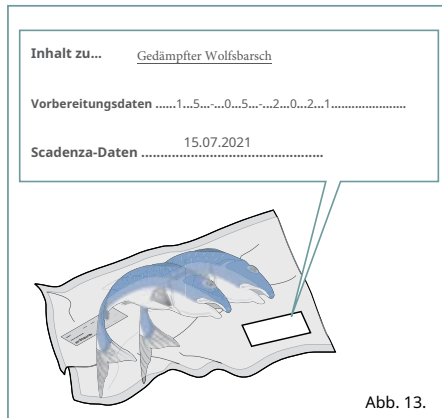 Inhalt zu... Gedämpfter Wolfsbarsch
Vorbereitungsdaten ......1...5...-...0...5...-...2...0...2...1......................
15.07.2021
Scadenza-Daten ................................................
Abb. 13.